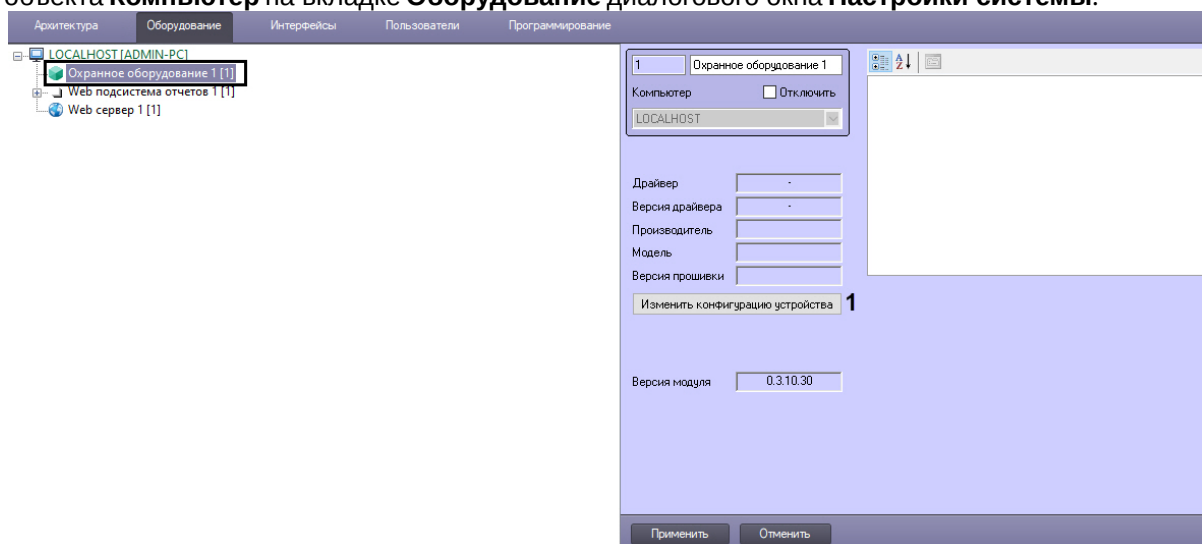 объекта Компьютер на вкладке Оборудование диалогового окна Настройки системы.
Архитектура Оборудование Интерфейсы Пользователи Программирование
LOCALHOST [ADMIN-PC]
Охранное оборудование 1 [1]
Web подсистема отчетов 1 [1]
Web сервер 1 [1]
1 Охранное оборудование 1
Компьютер Отключить
LOCALHOST
Драйвер -
Версия драйвера -
Производитель
Модель
Версия прошивки
Изменить конфигурацию устройства 1
Версия модуля 0.3.10.30
Применить Отменить